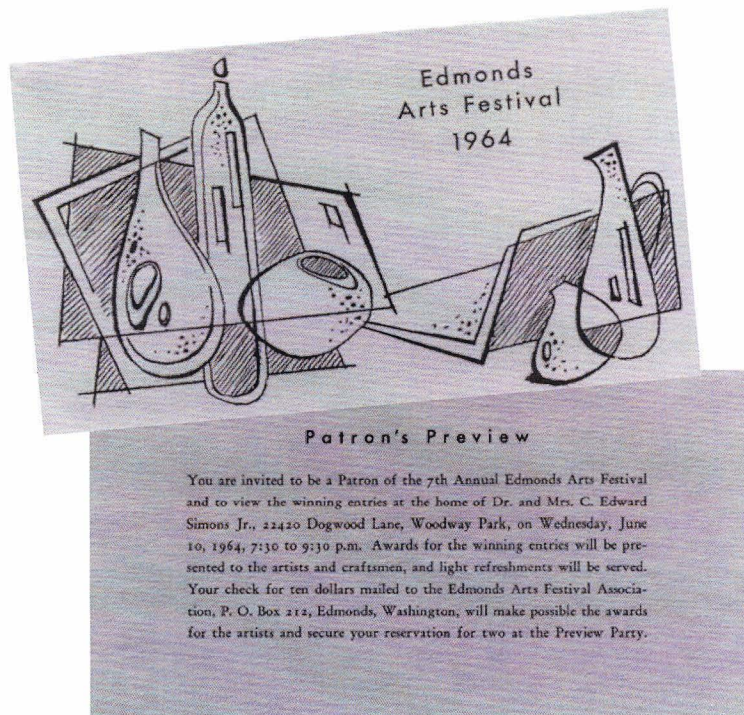 Edmonds
Arts Festival
1964
Patron's Preview
You are invited to be a Patron of the 7th Annual Edmonds Arts Festival
and to view the winning entries at the home of Dr. and Mrs. C. Edward
Simons Jr., 22420 Dogwood Lane, Woodway Park, on Wednesday, June
10, 1964, 7:30 to 9:30 p.m. Awards for the winning entries will be pre-
sented to the artists and craftsmen, and light refreshments will be served.
Your check for ten dollars mailed to the Edmonds Arts Festival Associa-
tion, P. O. Box 212, Edmonds, Washington, will make possible the awards
for the artists and secure your reservation for two at the Preview Party.